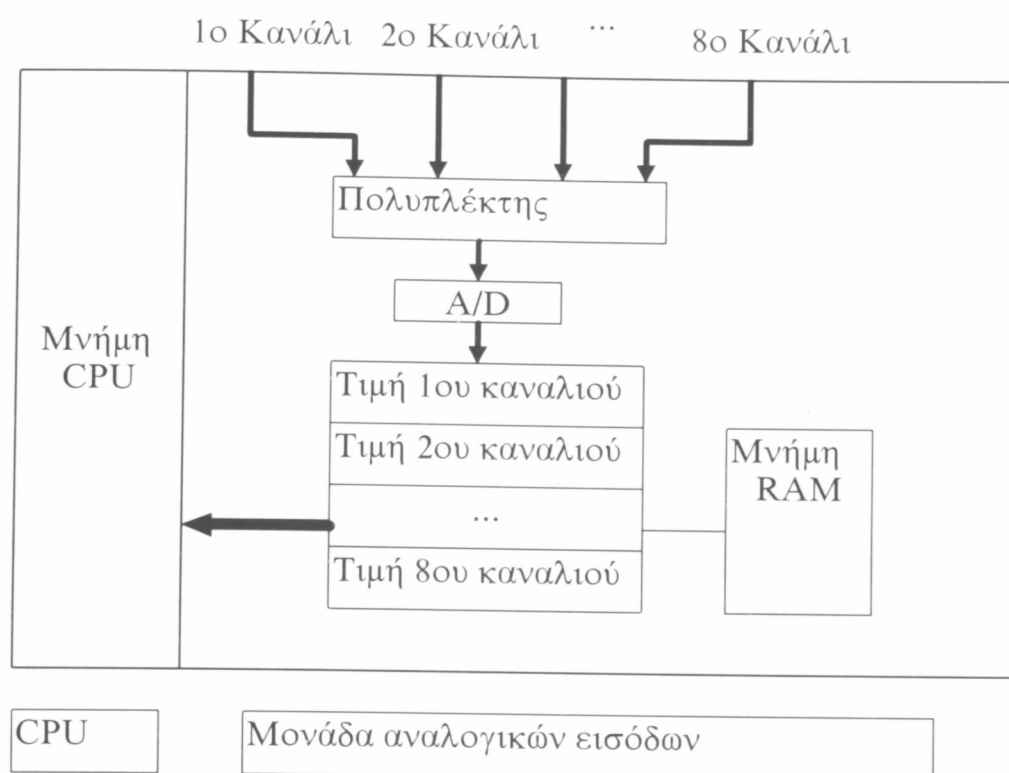 1ο Κανάλι 2ο Κανάλι ... 8ο Κανάλι
Πολυπλέκτης
A/D
Μνήμη
CPU
Τιμή 1ου καναλιού
Τιμή 2ου καναλιού
...
Τιμή 8ου καναλιού
Μνήμη
RAM
CPU
Μονάδα αναλογικών εισόδων